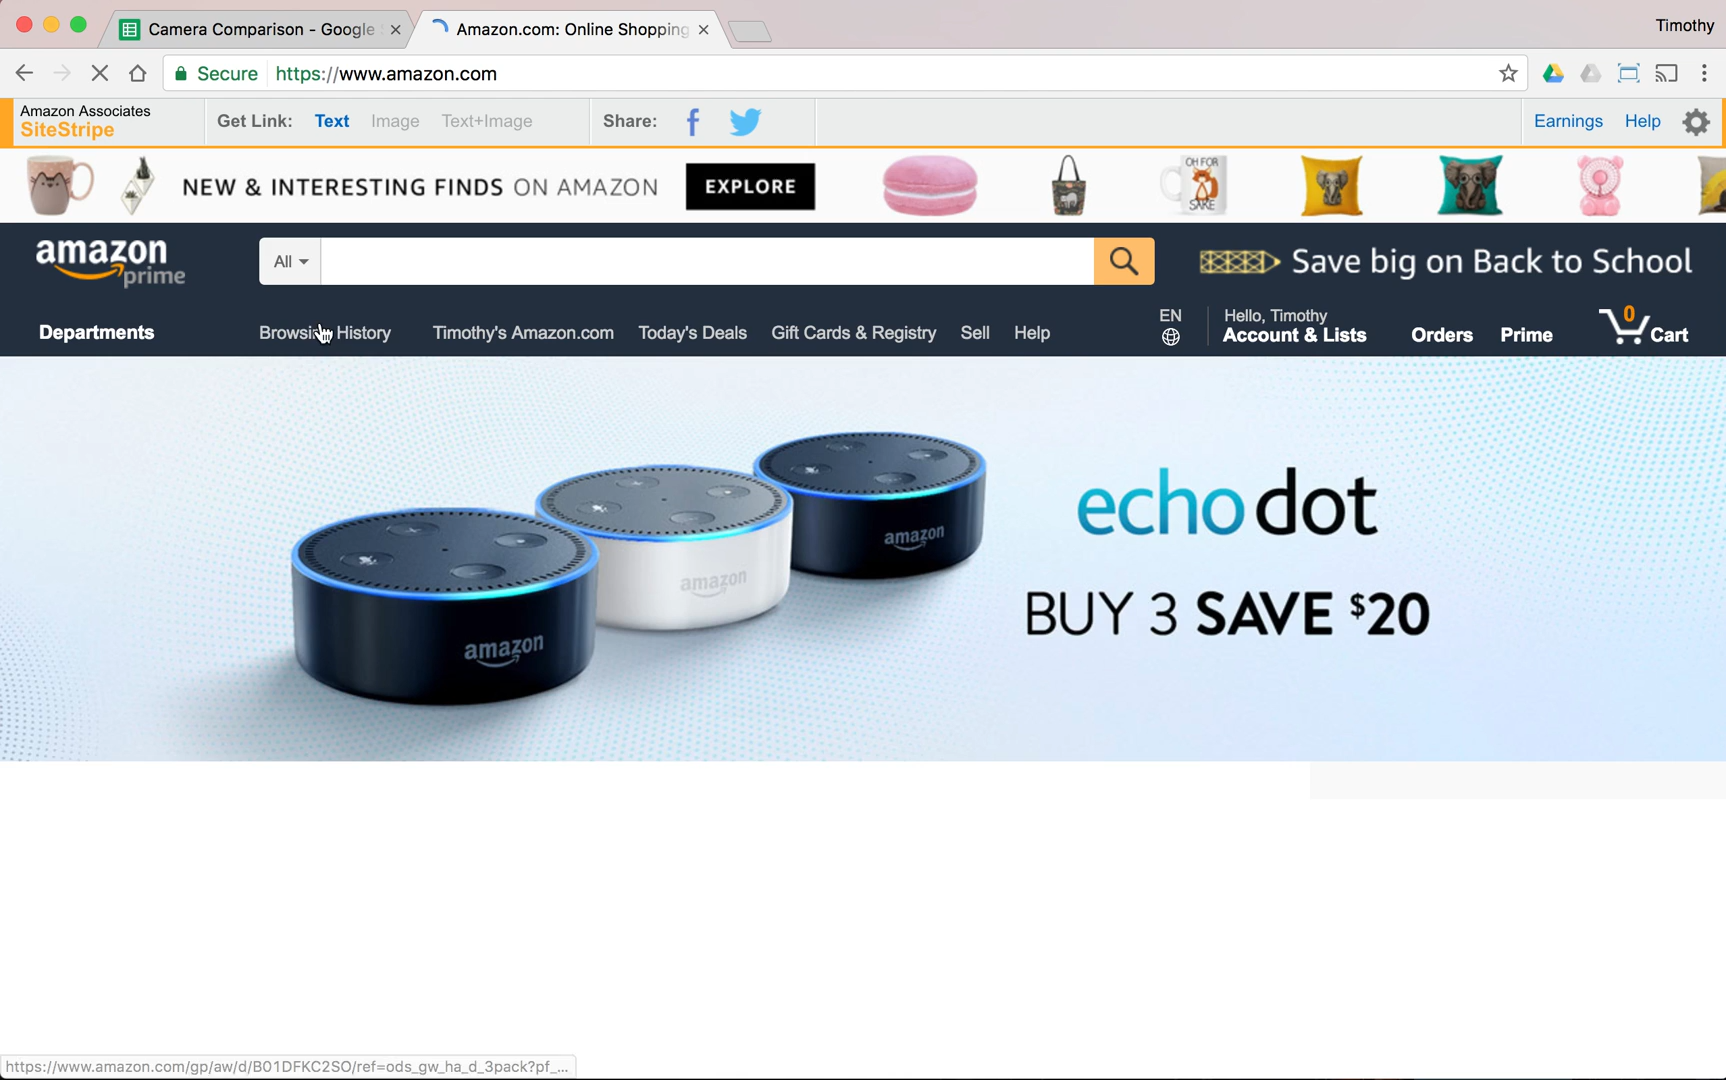 Camera Comparison - Google
Amazon.com: Online Shopping
Timothy
Secure https://www.amazon.com
Amazon Associates
SiteStripe
Get Link: Text Image Text+Image
Share:
Earnings Help
NEW & INTERESTING FINDS ON AMAZON
EXPLORE
OH FOR
SAKE
amazon
prime
All
Save big on Back to School
Departments
Browsing History
Timothy's Amazon.com
Today's Deals
Gift Cards & Registry
Sell
Help
EN
Hello, Timothy
Account & Lists
Orders
Prime
0
Cart
amazon
amazon
amazon
echo dot
BUY 3 SAVE $20
https://www.amazon.com/gp/aw/d/B01DFKC2SO/ref=ods_gw_ha_d_3pack?pf_...